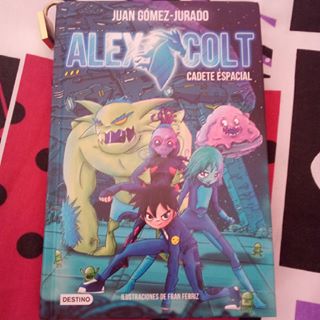 JUAN GÓMEZ-JURADO
ALEX COLT
CADETE ESPACIAL
DESTINO
ILUSTRACIONES DE FRAN FERRIZ